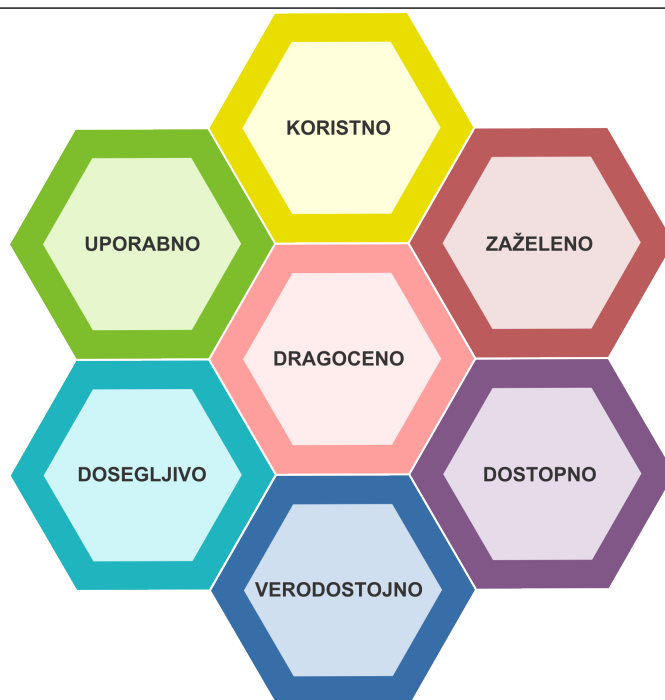 KORISTNO
UPORABNO
ZAŽELENO
DRAGOCENO
DOSEGLJIVO
DOSTOPNO
VERODOSTOJNO